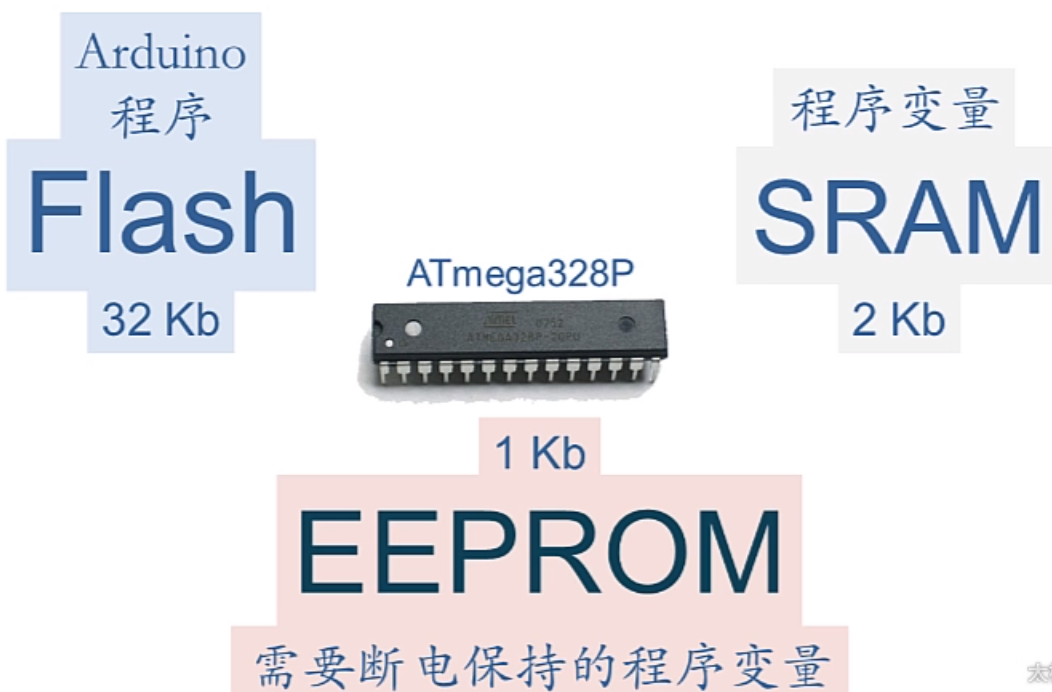 Arduino
程序
Flash
32 Kb
程序变量
SRAM
2 Kb
ATmega328P
ATMEL 0752
ATMEGA328P-20PU
1 Kb
EEPROM
需要断电保持的程序变量